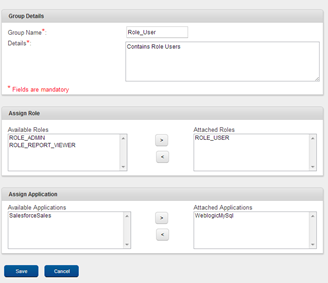 Group Details
Group Name*: Role_User
Details*: Contains Role Users
* Fields are mandatory
Assign Role
Available Roles Attached Roles
ROLE_ADMIN > ROLE_USER
ROLE_REPORT_VIEWER
<
Assign Application
Available Applications Attached Applications
SalesforceSales > WeblogicMySql
<
Save Cancel